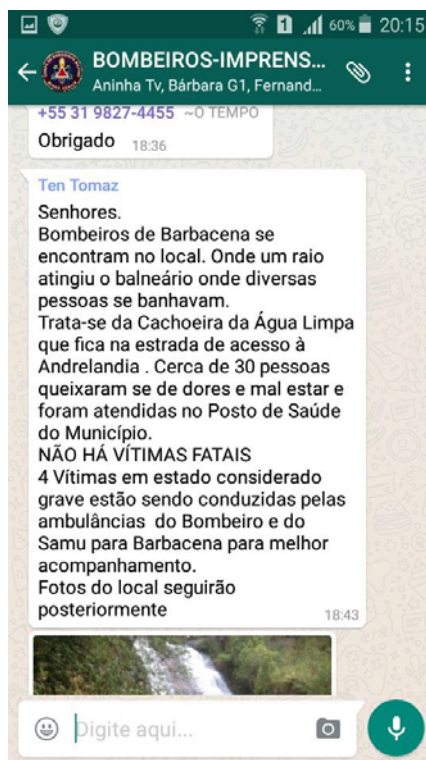 1 60% 20:15
BOMBEIROS-IMPRENS...
Aninha Tv, Bárbara G1, Fernand...
+55 31 9827-4455 ~O TEMPO
Obrigado 18:36
Ten Tomaz
Senhores.
Bombeiros de Barbacena se
encontram no local. Onde um raio
atingiu o balneário onde diversas
pessoas se banhavam.
Trata-se da Cachoeira da Água Limpa
que fica na estrada de acesso à
Andrelandia . Cerca de 30 pessoas
queixaram se de dores e mal estar e
foram atendidas no Posto de Saúde
do Município.
NÃO HÁ VÍTIMAS FATAIS
4 Vítimas em estado considerado
grave estão sendo conduzidas pelas
ambulâncias do Bombeiro e do
Samu para Barbacena para melhor
acompanhamento.
Fotos do local seguirão
posteriormente 18:43
Digite aqui...